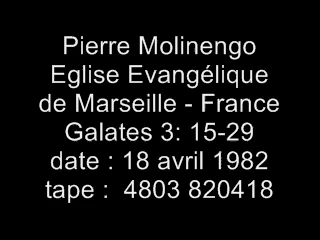 Pierre Molinengo
Eglise Evangélique
de Marseille - France
Galates 3: 15-29
date : 18 avril 1982
tape :  4803 820418